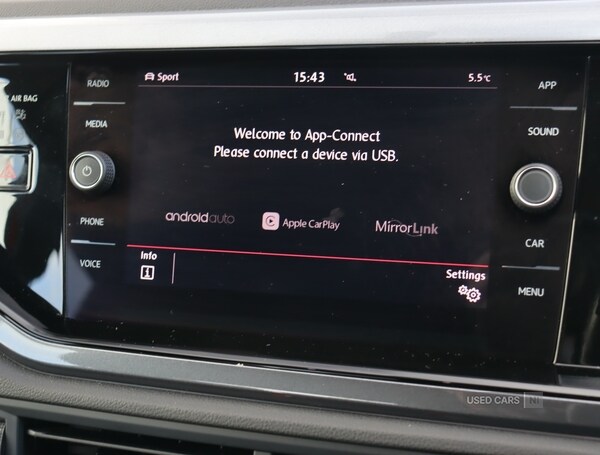 AIR BAG
RADIO
MEDIA
PHONE
VOICE
Sport
15:43
5.5°C
Welcome to App-Connect
Please connect a device via USB.
androidauto
Apple CarPlay
MirrorLink
Info
Settings
APP
SOUND
CAR
MENU
USED CARS NI